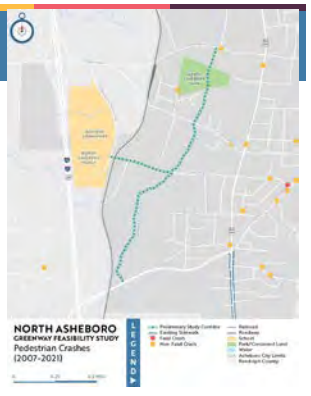 NORTH ASHEBORO
GREENWAY FEASIBILITY STUDY
Pedestrian Crashes
(2007-2021)
LEGEND
Preliminary Study Corridor
Existing Sidewalk
Fatal Crash
Non-Fatal Crash
Railroad
Roadway
School
Park/Conserved Land
Water
Asheboro City Limits
Randolph County